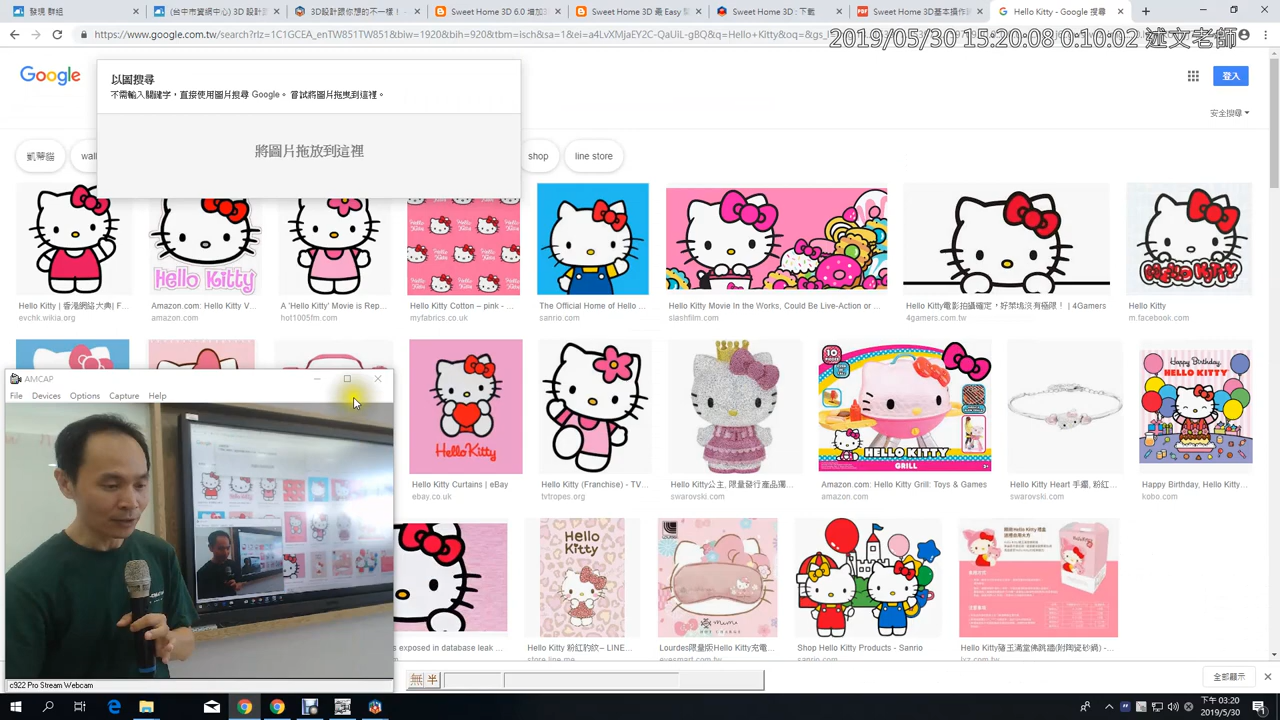 發現 群組
(台中市資網中心) 3D 設計
3D設計跟你想的不一樣！
Sweet Home 3D 6.0 增加3
Sweet Home 3D 最 Easy
Sweet Home 3D : 下載
Sweet Home 3D基本操作
Hello Kitty - Google 搜尋
https://www.google.com.tw/search?rlz=1C1GCEA_enTW851TW851&biw=1920&bih=920&tbm=isch&sa=1&ei=a4LvXMjaEY2C-QaUiL-gBQ&q=Hello+Kitty&oq=&gs_l
2019/05/30 15:20:08 0:10:02 述文老師
Google
以圖搜尋
不需輸入關鍵字，直接使用圖片搜尋 Google。 嘗試將圖片拖曳到這裡。
將圖片拖放到這裡
登入
安全搜尋
凱蒂貓
wall
shop
line store
Hello Kitty | 香港網絡大典| F...
evchk.wikia.org
Amazon.com: Hello Kitty V...
amazon.com
A 'Hello Kitty' Movie is Rep...
hot1005fm.com
Hello Kitty Cotton – pink - ...
myfabrics.co.uk
The Official Home of Hello ...
sanrio.com
Hello Kitty Movie In the Works, Could Be Live-Action or ...
slashfilm.com
Hello Kitty電影拍攝確定，好萊塢沒有極限！ | 4Gamers
4gamers.com.tw
Hello Kitty
m.facebook.com
AMCAP
File Devices Options Capture Help
Hello Kitty Curtains | eBay
ebay.co.uk
Hello Kitty (Franchise) - TV...
tvtropes.org
Hello Kitty公主, 限量發行產品項...
swarovski.com
Amazon.com: Hello Kitty Grill: Toys & Games
amazon.com
Hello Kitty Heart 手鐲, 粉紅...
swarovski.com
Happy Birthday, Hello Kitty...
kobo.com
Hello Kitty
HelloKitty
HELLO KITTY
GRILL
Happy Birthday
HELLO KITTY
Hello
Kitty
s exposed in database leak ...
Hello Kitty 粉紅豹紋– LINE...
store.line.me
Lourdes限量版Hello Kitty充電...
Shop Hello Kitty Products - Sanrio
sanrio.com
c922 Pro Stream Webcam
無 半
全部顯示
下午 03:20
2019/5/30